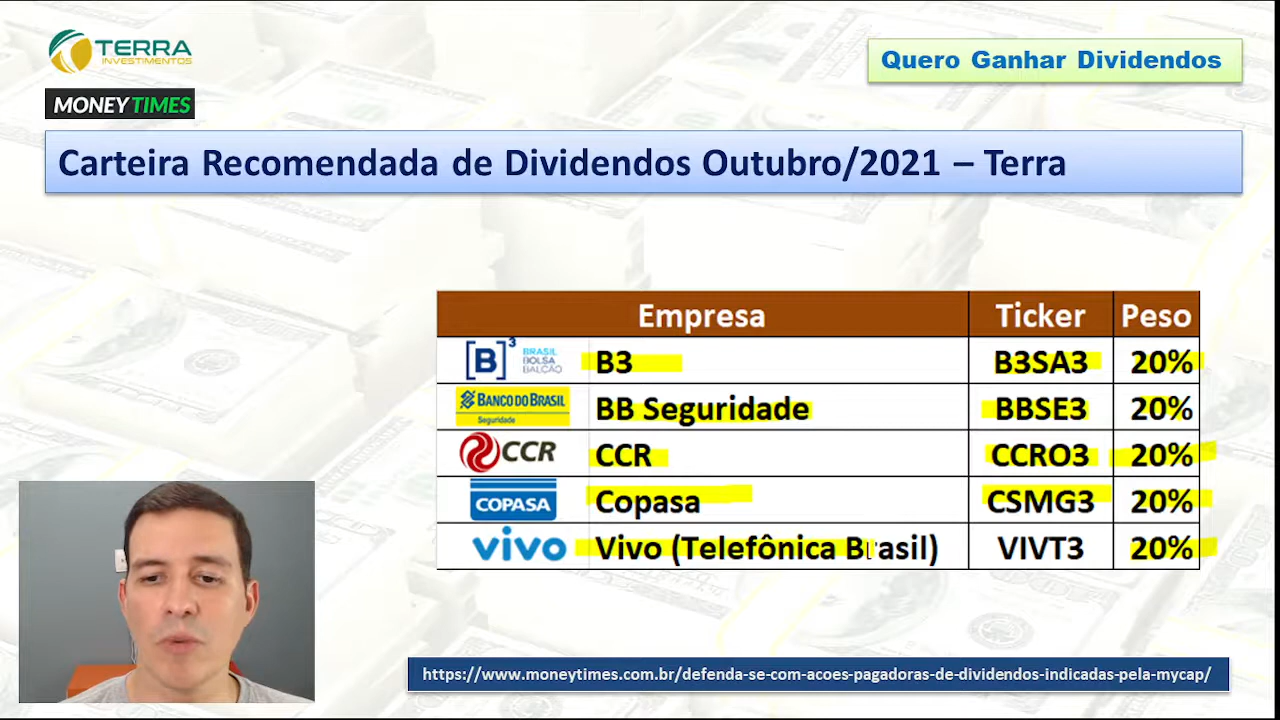 TERRA
INVESTIMENTOS
Quero Ganhar Dividendos
MONEYTIMES
Carteira Recomendada de Dividendos Outubro/2021 – Terra
Empresa Ticker Peso
[B]³ BRASIL BOLSA BALCÃO B3 B3SA3 20%
BANCO DO BRASIL Seguridade BB Seguridade BBSE3 20%
CCR CCR CCRO3 20%
COPASA Copasa CSMG3 20%
vivo Vivo (Telefônica Brasil) VIVT3 20%
https://www.moneytimes.com.br/defenda-se-com-acoes-pagadoras-de-dividendos-indicadas-pela-mycap/